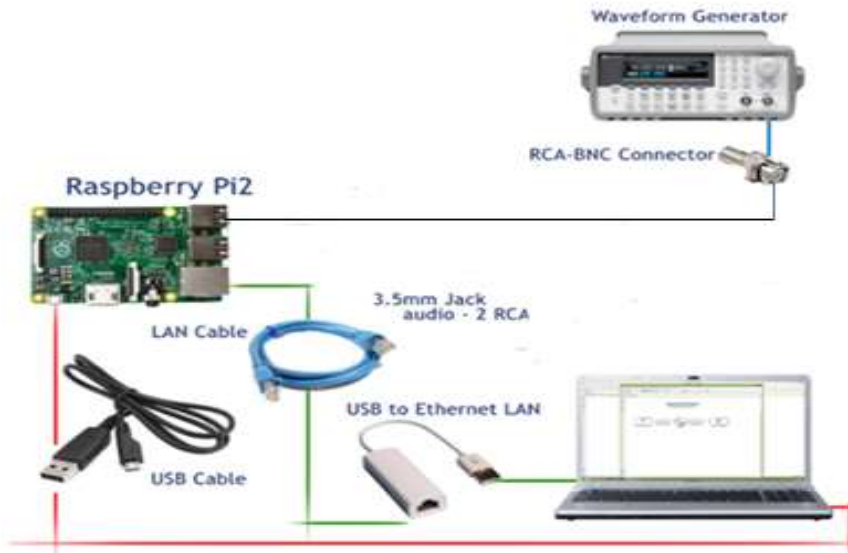 Waveform Generator
RCA-BNC Connector
Raspberry Pi2
3.5mm Jack
audio - 2 RCA
LAN Cable
USB to Ethernet LAN
USB Cable